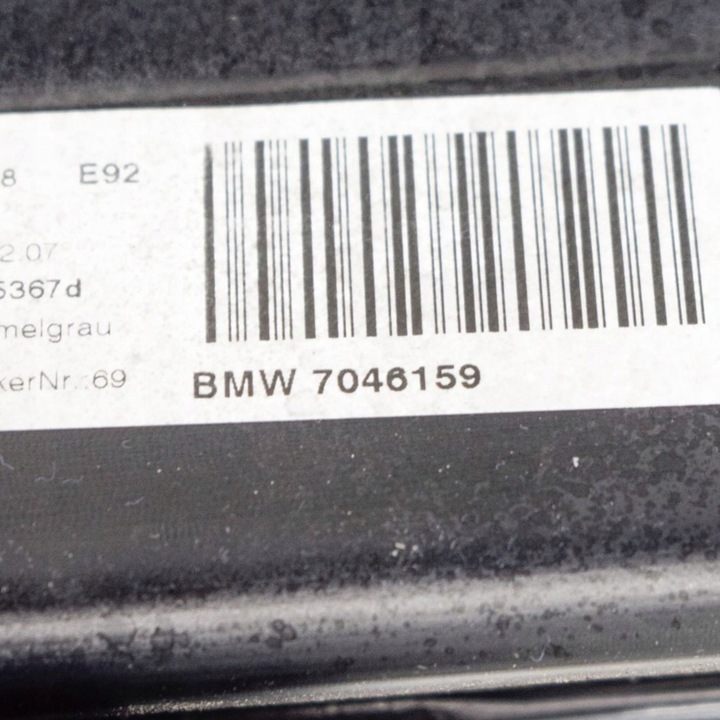 8 E92
2.07
5367d
melgrau
kerNr.:69
BMW 7046159